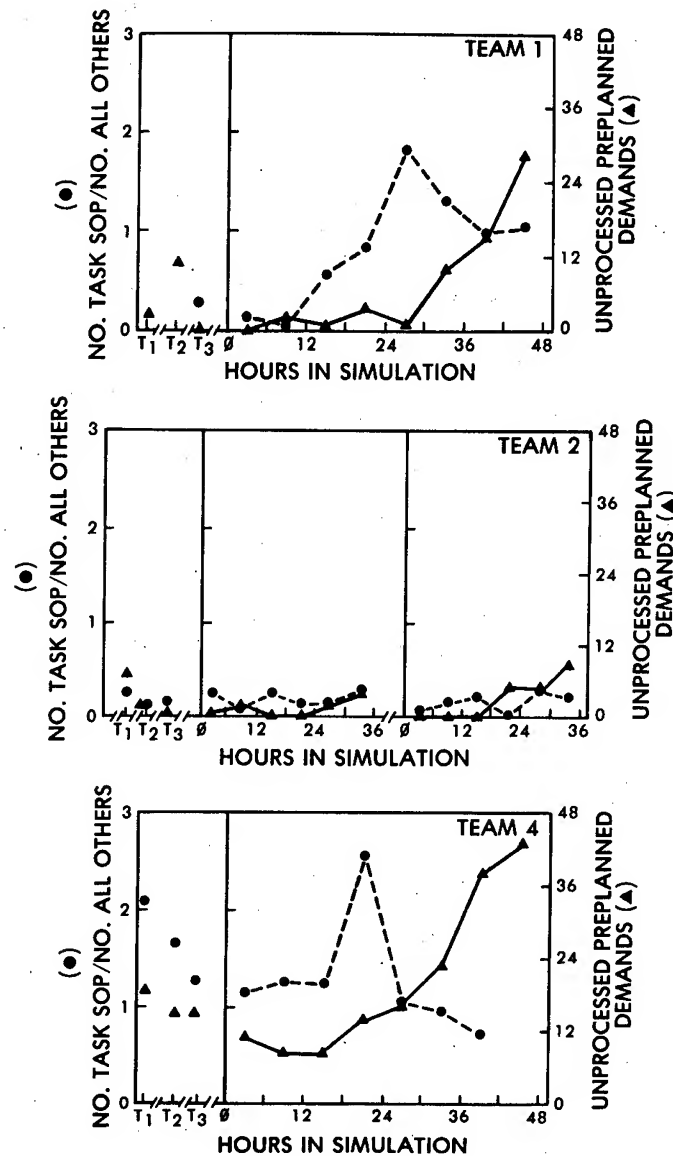 TEAM 1
(●)
NO. TASK SOP/NO. ALL OTHERS
3
2
1
0
48
36
24
12
0
UNPROCESSED PREPLANNED
DEMANDS (▲)
T1 T2 T3 Ø 12 24 36 48
HOURS IN SIMULATION
TEAM 2
(●)
NO. TASK SOP/NO. ALL OTHERS
3
2
1
0
48
36
24
12
0
UNPROCESSED PREPLANNED
DEMANDS (▲)
T1 T2 T3 Ø 12 24 36 Ø 12 24 36
HOURS IN SIMULATION
TEAM 4
(●)
NO. TASK SOP/NO. ALL OTHERS
3
2
1
0
48
36
24
12
0
UNPROCESSED PREPLANNED
DEMANDS (▲)
T1 T2 T3 Ø 12 24 36 48
HOURS IN SIMULATION